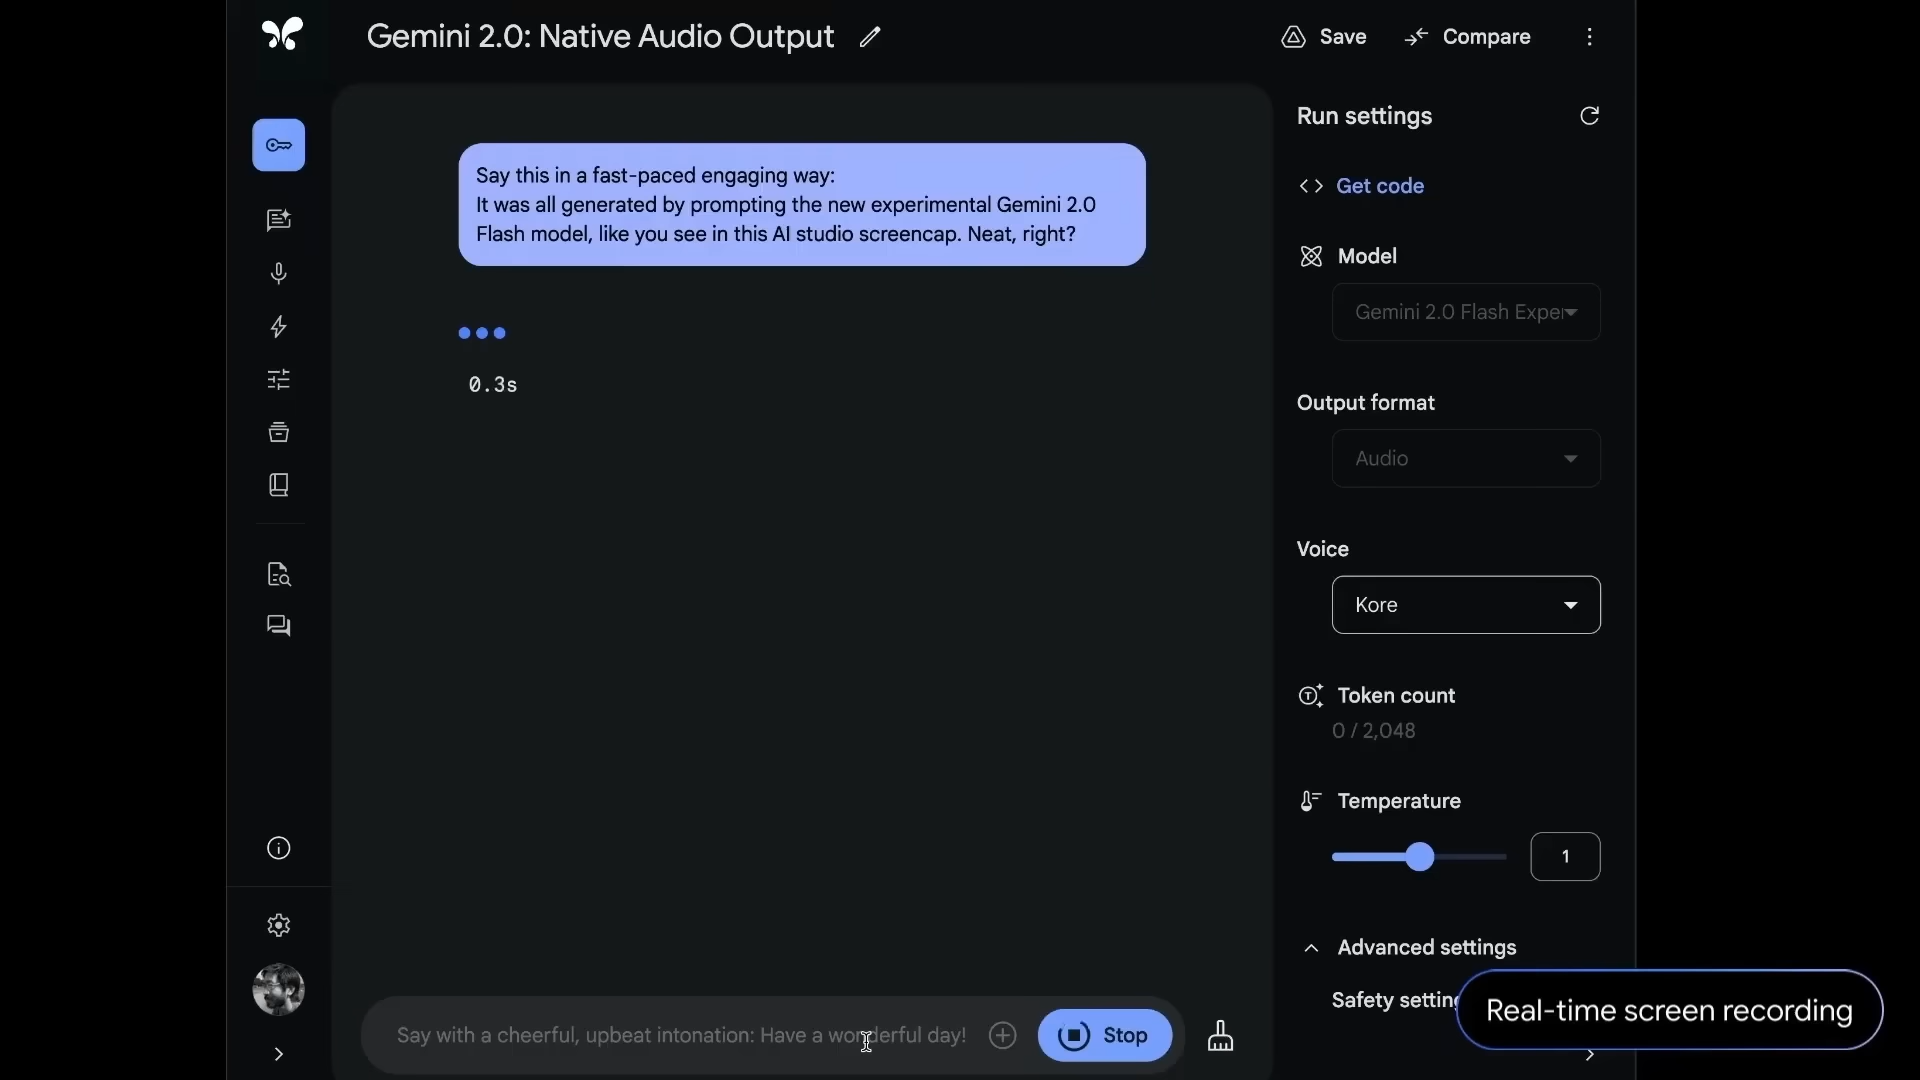 Gemini 2.0: Native Audio Output
Save
Compare
Run settings
Say this in a fast-paced engaging way:
It was all generated by prompting the new experimental Gemini 2.0
Flash model, like you see in this AI studio screencap. Neat, right?
Get code
Model
Gemini 2.0 Flash Exper
0.3s
Output format
Audio
Voice
Kore
Token count
0 / 2,048
Temperature
1
Advanced settings
Safety setting
Real-time screen recording
Say with a cheerful, upbeat intonation: Have a wonderful day!
Stop